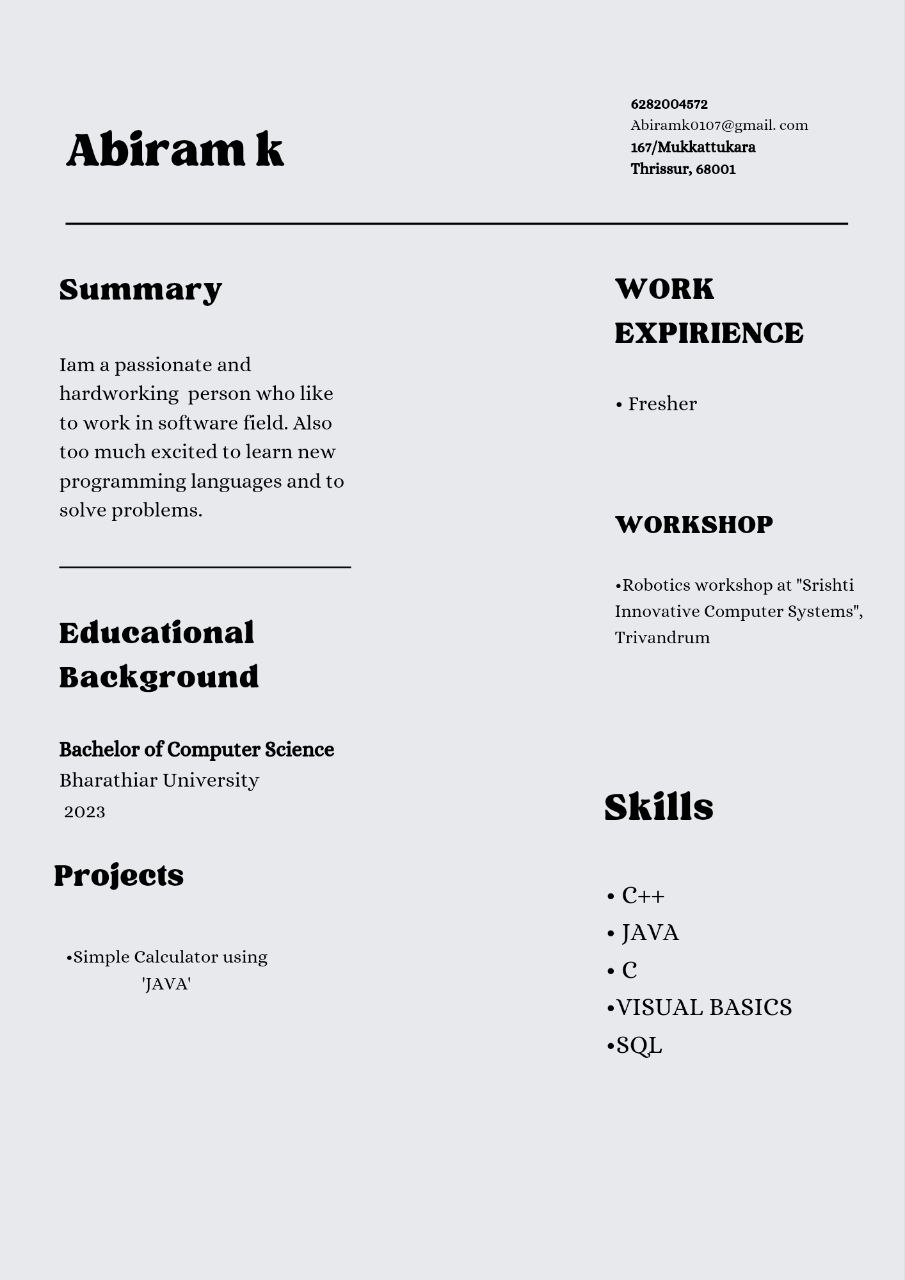 Abiram k
6282004572
Abiramk0107@gmail. com
167/Mukkattukara
Thrissur, 68001
Summary
Iam a passionate and
hardworking  person who like
to work in software field. Also
too much excited to learn new
programming languages and to
solve problems.
Educational
Background
Bachelor of Computer Science
Bharathiar University
2023
Projects
•Simple Calculator using
'JAVA'
WORK
EXPIRIENCE
• Fresher
WORKSHOP
•Robotics workshop at "Srishti
Innovative Computer Systems",
Trivandrum
Skills
• C++
• JAVA
• C
•VISUAL BASICS
•SQL